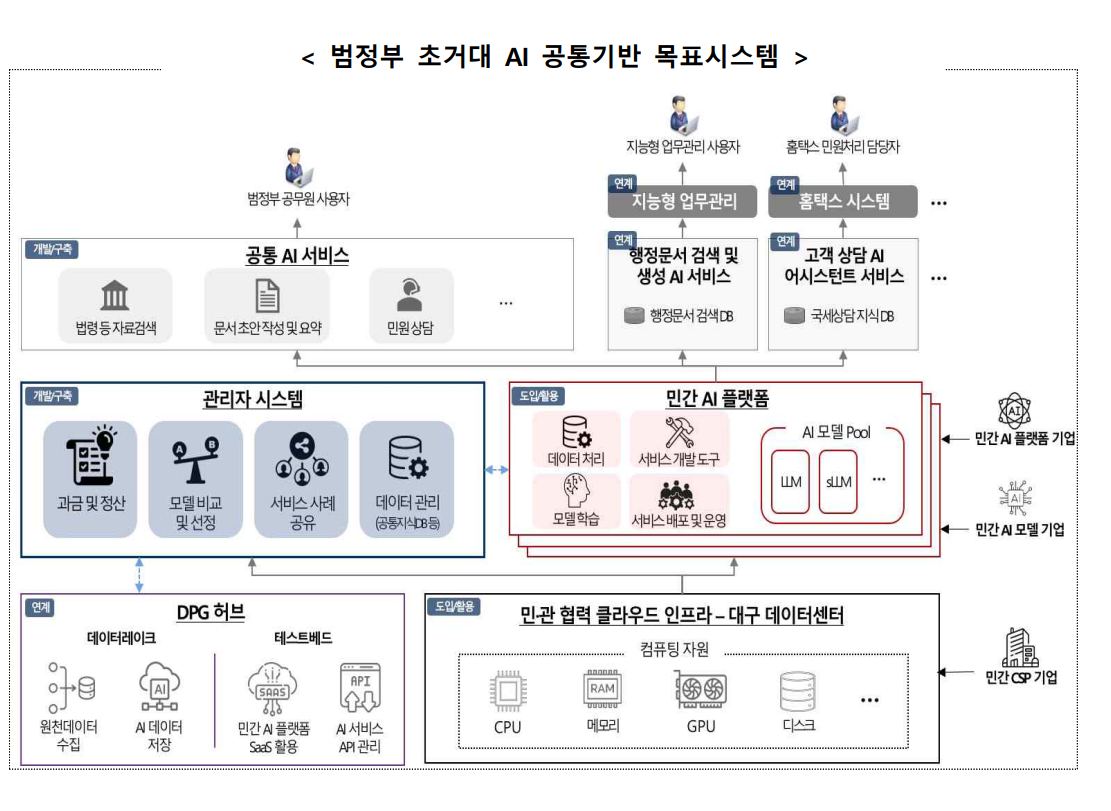 < 범정부 초거대 AI 공통기반 목표시스템 >
범정부 공무원 사용자
지능형 업무관리 사용자
홈택스 민원처리 담당자
연계
지능형 업무관리
연계
홈택스 시스템
...
개발/구축
공통 AI 서비스
법령 등 자료검색
문서 초안 작성 및 요약
민원 상담
...
연계
행정문서 검색 및
생성 AI 서비스
행정문서 검색 DB
연계
고객 상담 AI
어시스턴트 서비스
국세상담 지식 DB
...
개발/구축
관리자 시스템
과금 및 정산
A
B
모델 비교
및 선정
서비스 사례
공유
데이터 관리
(공통지식DB 등)
도입/활용
민간 AI 플랫폼
데이터 처리
서비스 개발 도구
모델 학습
서비스 배포 및 운영
AI 모델 Pool
LLM
sLLM
...
AI
민간 AI 플랫폼 기업
AI
민간 AI 모델 기업
연계
DPG 허브
데이터레이크
원천데이터
수집
AI
AI 데이터
저장
테스트베드
SAAS
민간 AI 플랫폼
SaaS 활용
API
AI 서비스
API 관리
도입/활용
민·관 협력 클라우드 인프라 – 대구 데이터센터
컴퓨팅 자원
CPU
RAM
메모리
GPU
디스크
...
민간 CSP 기업